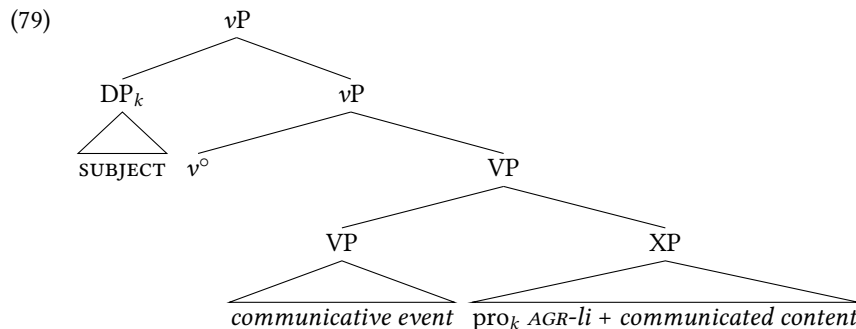 (79) vP
DPₖ vP
SUBJECT v° VP
VP XP
communicative event proₖ AGR-li + communicated content